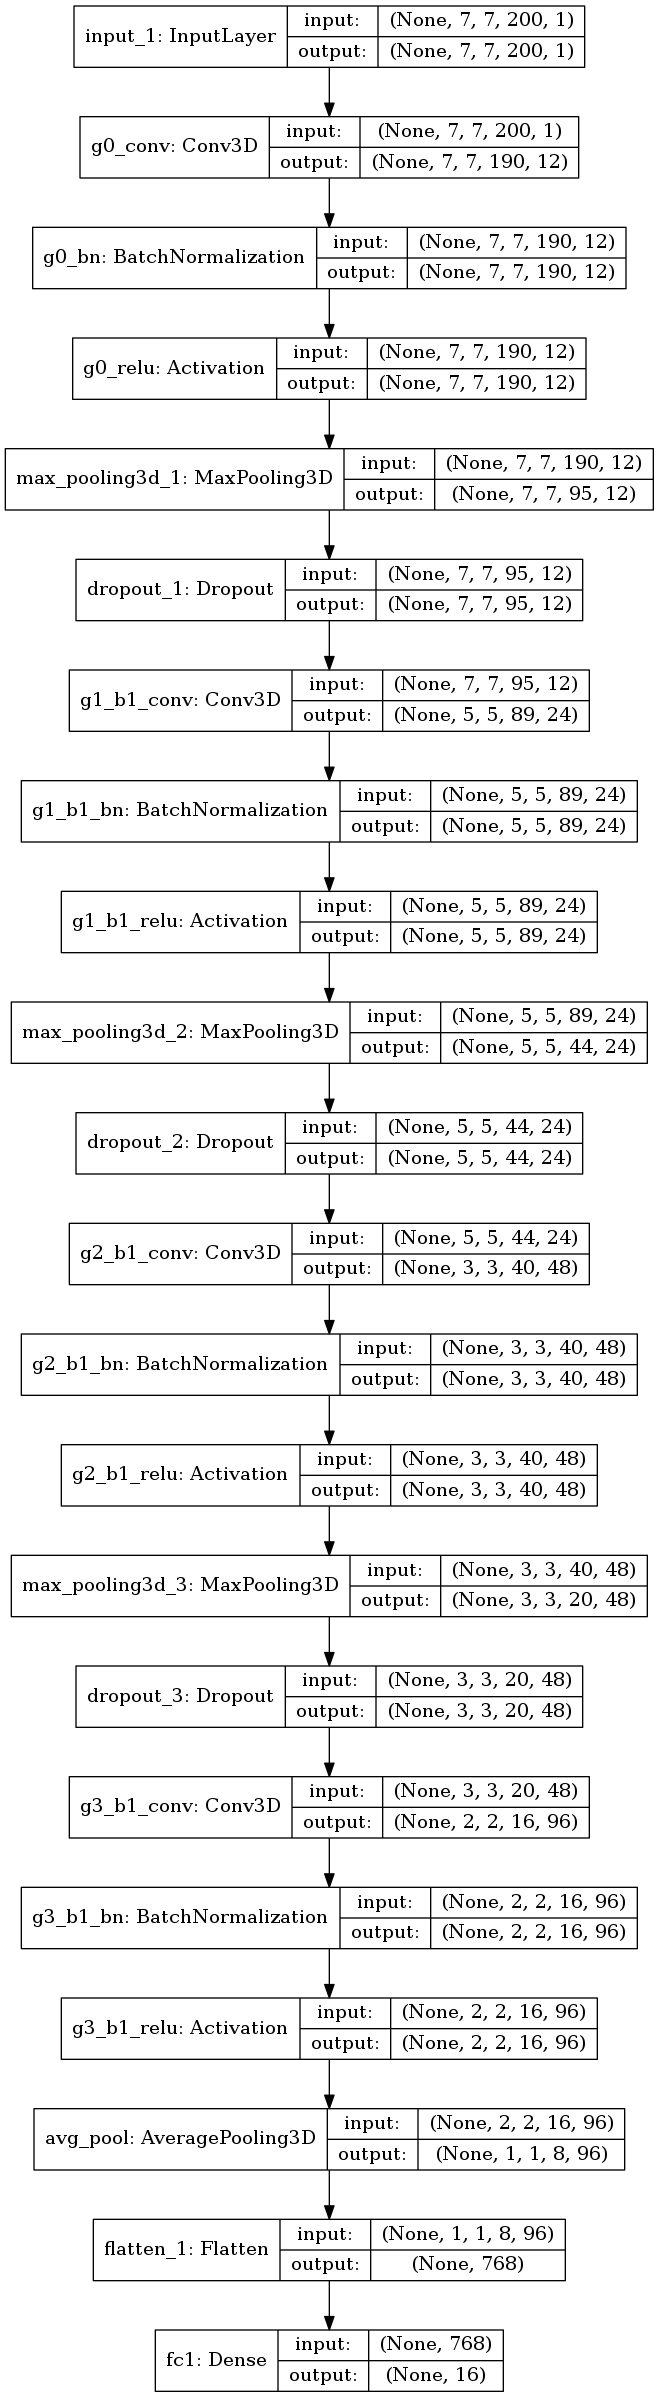 input_1: InputLayer
input: (None, 7, 7, 200, 1)
output: (None, 7, 7, 200, 1)
g0_conv: Conv3D
input: (None, 7, 7, 200, 1)
output: (None, 7, 7, 190, 12)
g0_bn: BatchNormalization
input: (None, 7, 7, 190, 12)
output: (None, 7, 7, 190, 12)
g0_relu: Activation
input: (None, 7, 7, 190, 12)
output: (None, 7, 7, 190, 12)
max_pooling3d_1: MaxPooling3D
input: (None, 7, 7, 190, 12)
output: (None, 7, 7, 95, 12)
dropout_1: Dropout
input: (None, 7, 7, 95, 12)
output: (None, 7, 7, 95, 12)
g1_b1_conv: Conv3D
input: (None, 7, 7, 95, 12)
output: (None, 5, 5, 89, 24)
g1_b1_bn: BatchNormalization
input: (None, 5, 5, 89, 24)
output: (None, 5, 5, 89, 24)
g1_b1_relu: Activation
input: (None, 5, 5, 89, 24)
output: (None, 5, 5, 89, 24)
max_pooling3d_2: MaxPooling3D
input: (None, 5, 5, 89, 24)
output: (None, 5, 5, 44, 24)
dropout_2: Dropout
input: (None, 5, 5, 44, 24)
output: (None, 5, 5, 44, 24)
g2_b1_conv: Conv3D
input: (None, 5, 5, 44, 24)
output: (None, 3, 3, 40, 48)
g2_b1_bn: BatchNormalization
input: (None, 3, 3, 40, 48)
output: (None, 3, 3, 40, 48)
g2_b1_relu: Activation
input: (None, 3, 3, 40, 48)
output: (None, 3, 3, 40, 48)
max_pooling3d_3: MaxPooling3D
input: (None, 3, 3, 40, 48)
output: (None, 3, 3, 20, 48)
dropout_3: Dropout
input: (None, 3, 3, 20, 48)
output: (None, 3, 3, 20, 48)
g3_b1_conv: Conv3D
input: (None, 3, 3, 20, 48)
output: (None, 2, 2, 16, 96)
g3_b1_bn: BatchNormalization
input: (None, 2, 2, 16, 96)
output: (None, 2, 2, 16, 96)
g3_b1_relu: Activation
input: (None, 2, 2, 16, 96)
output: (None, 2, 2, 16, 96)
avg_pool: AveragePooling3D
input: (None, 2, 2, 16, 96)
output: (None, 1, 1, 8, 96)
flatten_1: Flatten
input: (None, 1, 1, 8, 96)
output: (None, 768)
fc1: Dense
input: (None, 768)
output: (None, 16)